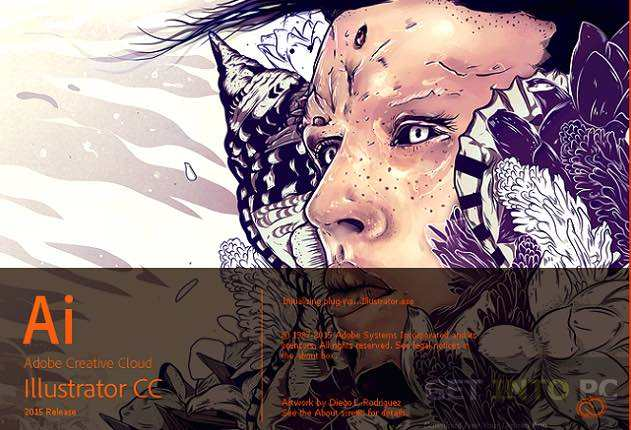 Ai
Adobe Creative Cloud
Illustrator CC
2015 Release
Initializing plug-ins...Illustrator.exe
© 1987-2015 Adobe Systems Incorporated and its
licensors. All rights reserved. See legal notices in
the about box.
Artwork by Diego L. Rodríguez
See the About screen for details.
GET INTO PC